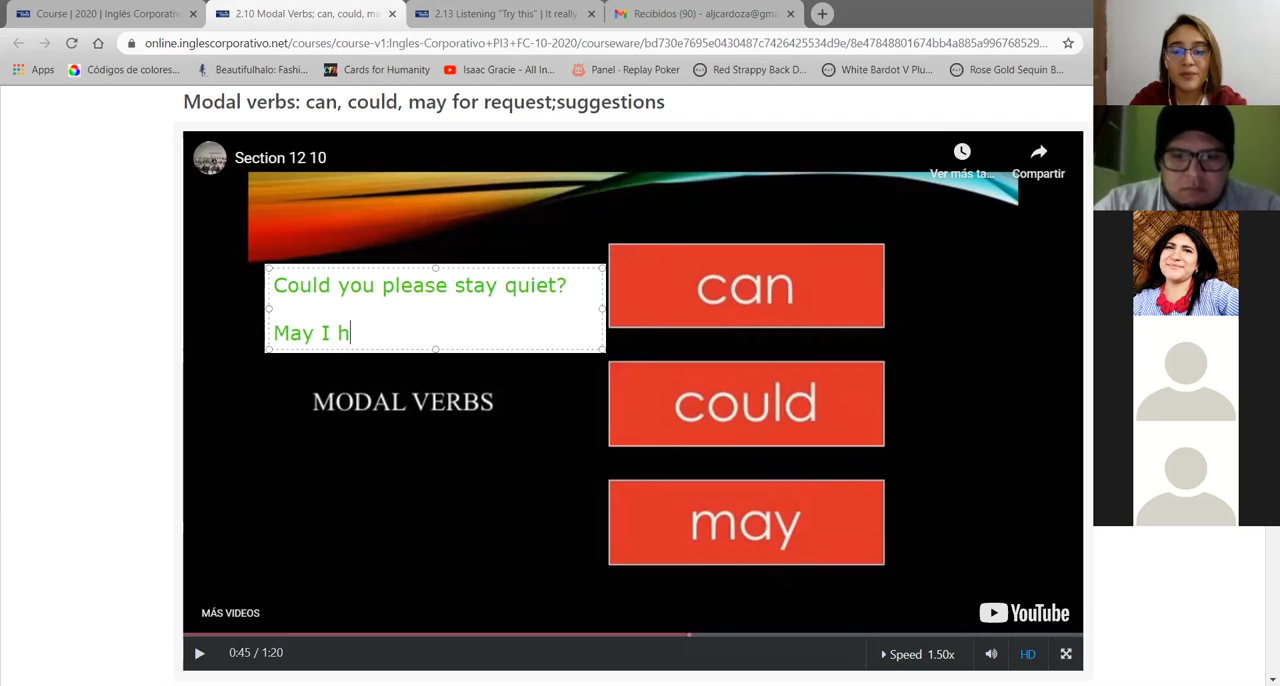 Course | 2020 | Inglés Corporativ
2.10 Modal Verbs; can, could, ma
2.13 Listening "Try this" | It really
Recibidos (90) - aljcardoza@gma
online.inglescorporativo.net/courses/course-v1:Ingles-Corporativo+PI3+FC-10-2020/courseware/bd730e7695e0430487c7426425534d9e/8e47848801674bb4a885a996768529...
Apps
Códigos de colores...
Beautifulhalo: Fashi...
Cards for Humanity
Isaac Gracie - All In...
Panel · Replay Poker
Red Strappy Back D...
White Bardot V Plu...
Rose Gold Sequin B...
Modal verbs: can, could, may for request;suggestions
Section 12 10
Ver más ta...
Compartir
Could you please stay quiet?
May I h
MODAL VERBS
can
could
may
MÁS VIDEOS
YouTube
0:45 / 1:20
Speed 1.50x
HD